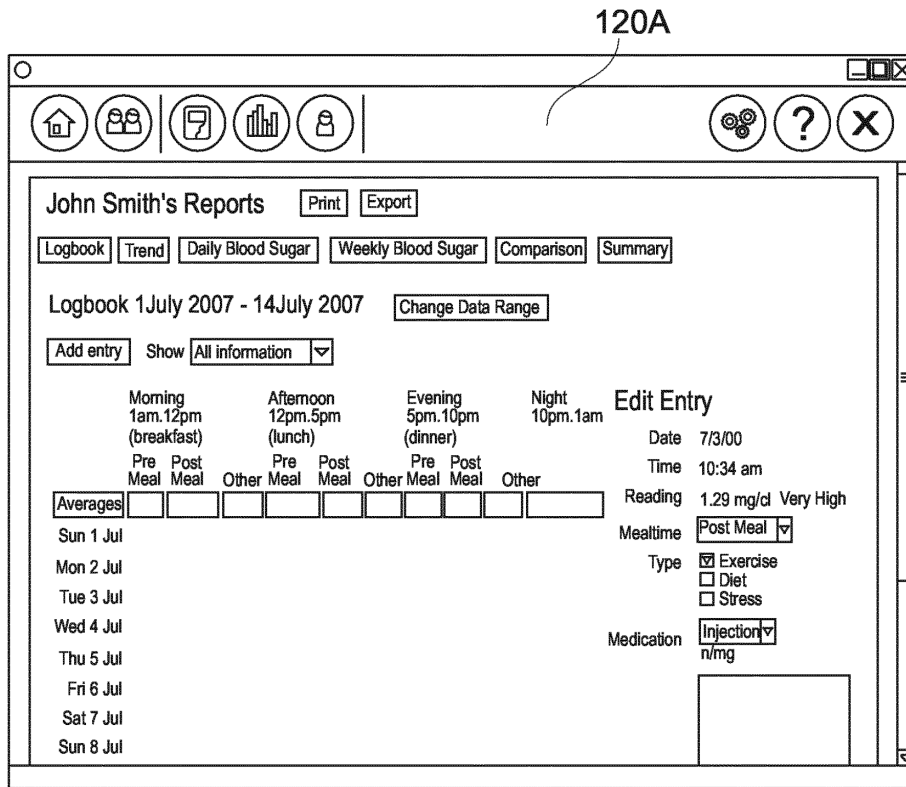 120A
?
X
John Smith's Reports Print Export
Logbook Trend Daily Blood Sugar Weekly Blood Sugar Comparison Summary
Logbook 1July 2007 - 14July 2007 Change Data Range
Add entry Show All information
Morning Afternoon Evening Night
1am.12pm 12pm.5pm 5pm.10pm 10pm.1am
(breakfast) (lunch) (dinner)
Pre Post Pre Post Pre Post
Meal Meal Other Meal Meal Other Meal Meal Other
Averages
Sun 1 Jul
Mon 2 Jul
Tue 3 Jul
Wed 4 Jul
Thu 5 Jul
Fri 6 Jul
Sat 7 Jul
Sun 8 Jul
Edit Entry
Date 7/3/00
Time 10:34 am
Reading 1.29 mg/cl Very High
Mealtime Post Meal
Type Exercise
Diet
Stress
Medication Injection
n/mg